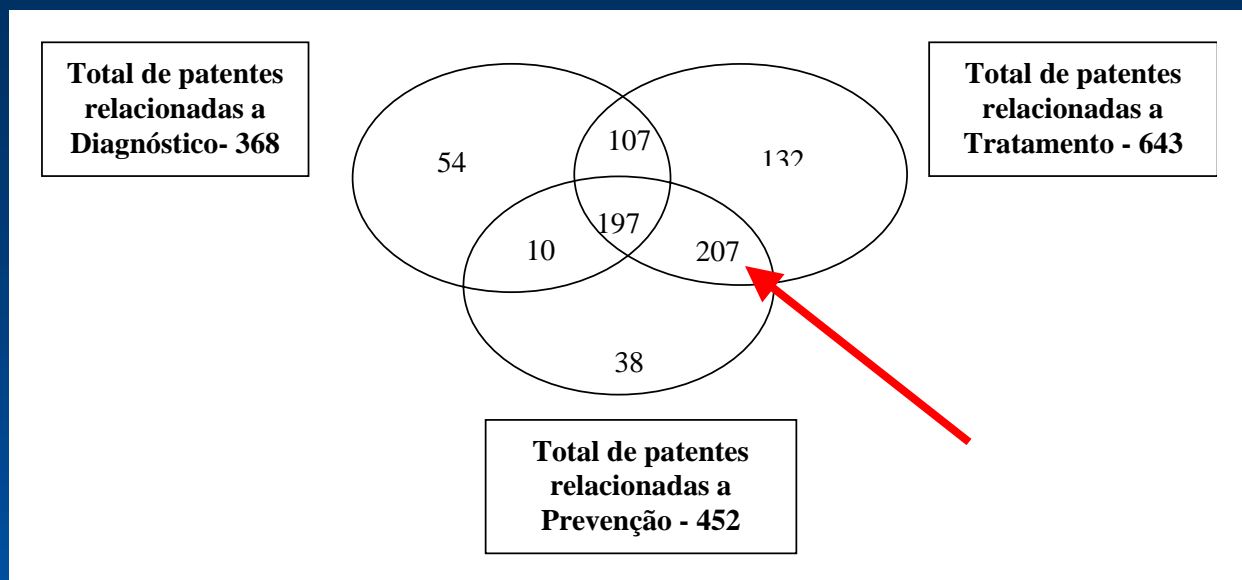 Total de patentes
relacionadas a
Diagnóstico- 368
Total de patentes
relacionadas a
Tratamento - 643
54
107
132
197
10
207
38
Total de patentes
relacionadas a
Prevenção - 452